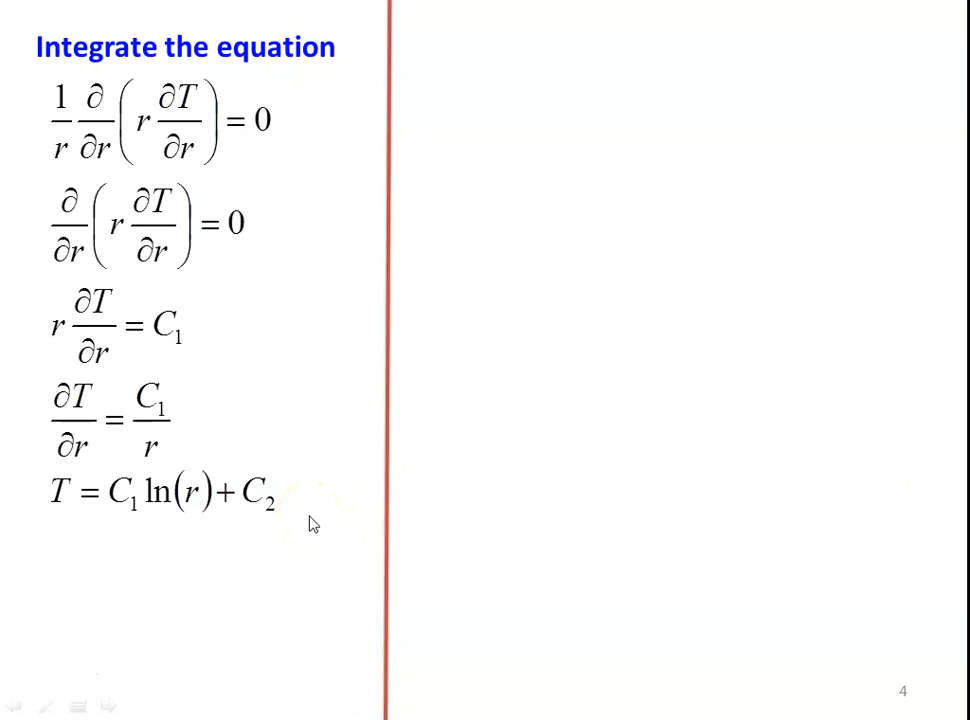 Integrate the equation
1/r ∂/∂r (r ∂T/∂r) = 0
∂/∂r (r ∂T/∂r) = 0
r ∂T/∂r = C₁
∂T/∂r = C₁/r
T = C₁ ln(r) + C₂
4